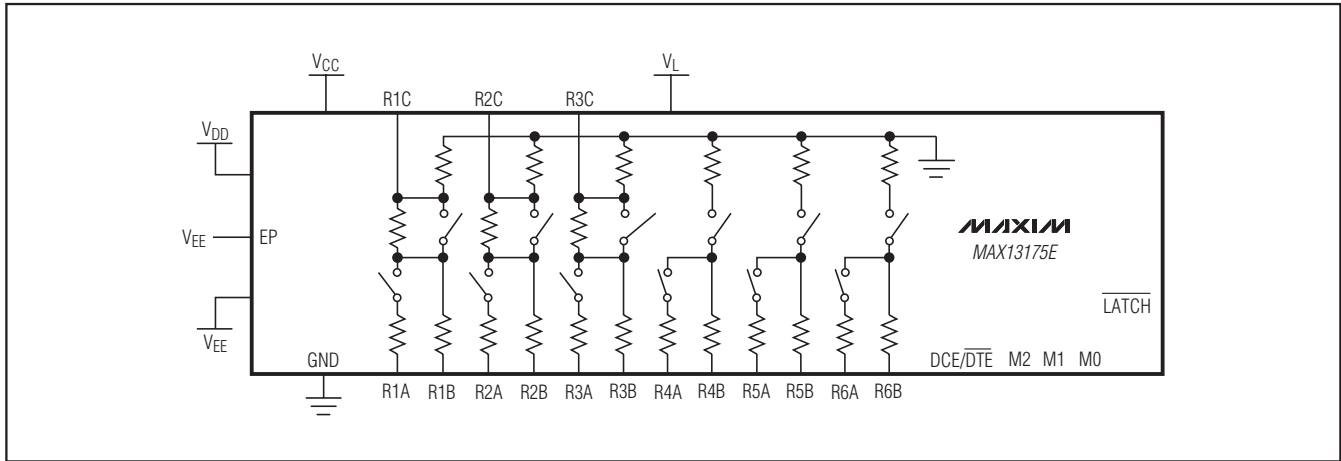 VCC
VL
R1C R2C R3C
VDD
VEE EP
MAXIM
MAX13175E
LATCH
VEE
GND
DCE/DTE M2 M1 M0
R1A R1B R2A R2B R3A R3B R4A R4B R5A R5B R6A R6B